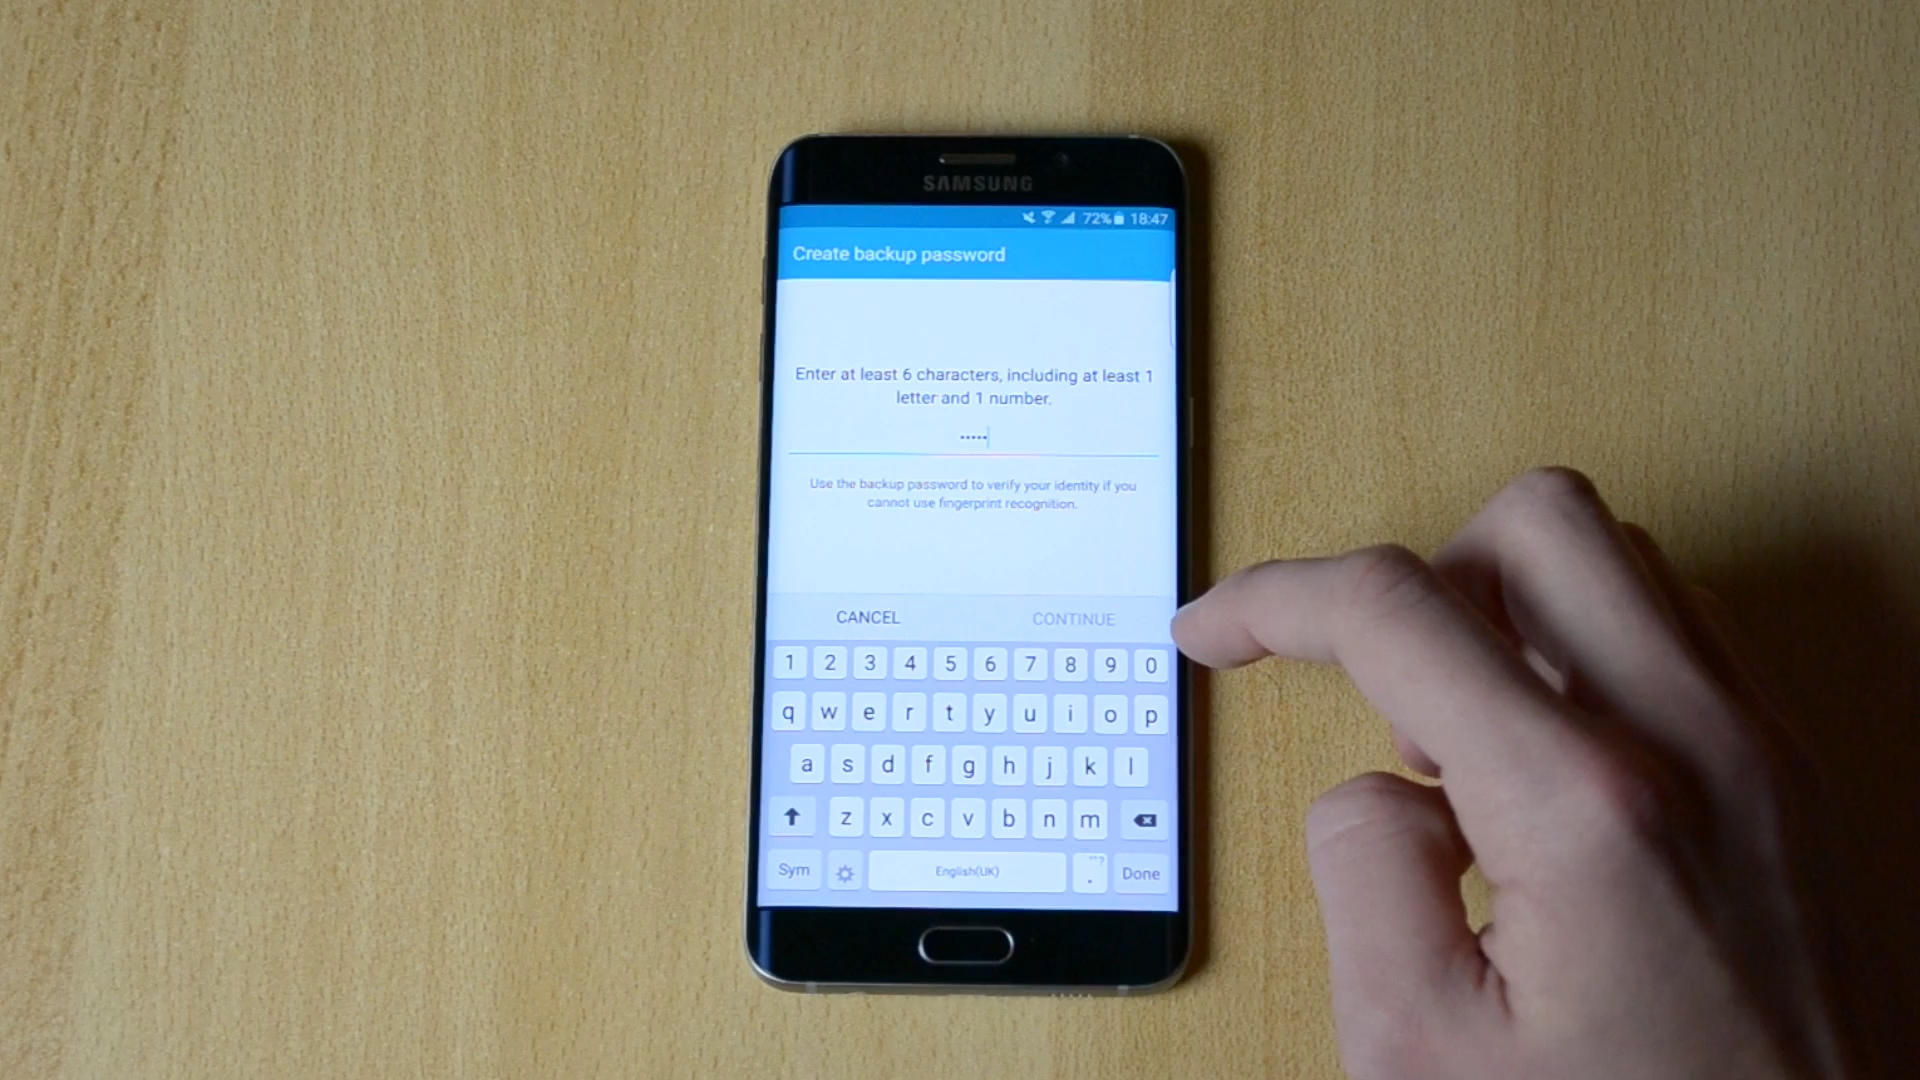 SAMSUNG
72% 18:47
Create backup password
Enter at least 6 characters, including at least 1
letter and 1 number.
•••••
Use the backup password to verify your identity if you
cannot use fingerprint recognition.
CANCEL CONTINUE
1 2 3 4 5 6 7 8 9 0
q w e r t y u i o p
a s d f g h j k l
z x c v b n m
Sym English(UK) . Done